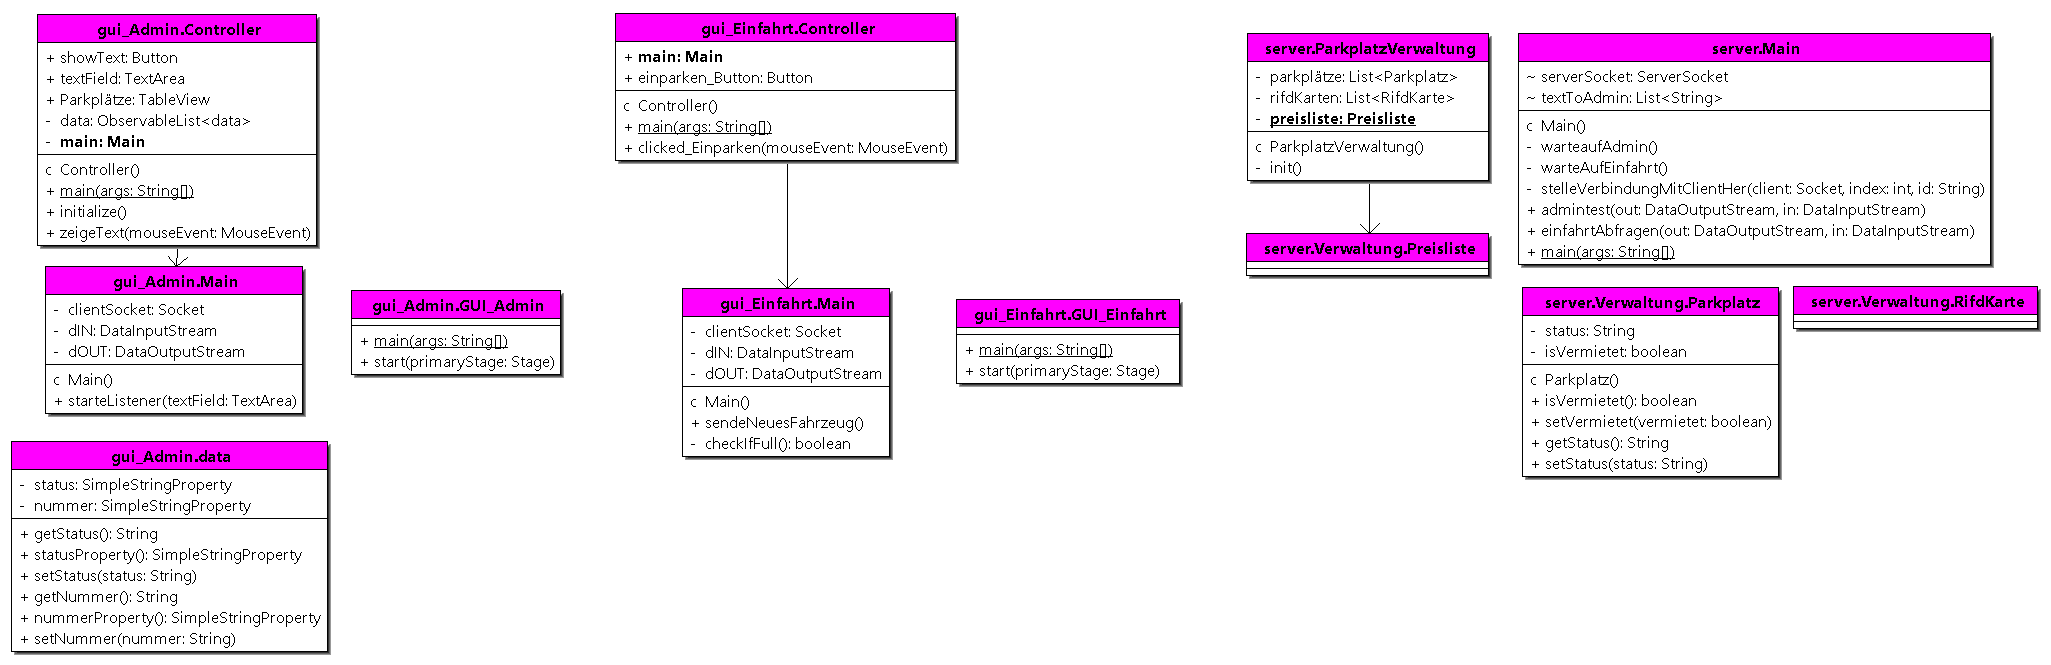 gui_Admin.Controller
+ showText: Button
+ textField: TextArea
+ Parkplätze: TableView
- data: ObservableList<data>
- main: Main
c Controller()
+ main(args: String[])
+ initialize()
+ zeigeText(mouseEvent: MouseEvent)
gui_Admin.Main
- clientSocket: Socket
- dIN: DataInputStream
- dOUT: DataOutputStream
c Main()
+ starteListener(textField: TextArea)
gui_Admin.GUI_Admin
+ main(args: String[])
+ start(primaryStage: Stage)
gui_Admin.data
- status: SimpleStringProperty
- nummer: SimpleStringProperty
+ getStatus(): String
+ statusProperty(): SimpleStringProperty
+ setStatus(status: String)
+ getNummer(): String
+ nummerProperty(): SimpleStringProperty
+ setNummer(nummer: String)
gui_Einfahrt.Controller
+ main: Main
+ einparken_Button: Button
c Controller()
+ main(args: String[])
+ clicked_Einparken(mouseEvent: MouseEvent)
gui_Einfahrt.Main
- clientSocket: Socket
- dIN: DataInputStream
- dOUT: DataOutputStream
c Main()
+ sendeNeuesFahrzeug()
- checkIfFull(): boolean
gui_Einfahrt.GUI_Einfahrt
+ main(args: String[])
+ start(primaryStage: Stage)
server.ParkplatzVerwaltung
- parkplätze: List<Parkplatz>
- rifdKarten: List<RifdKarte>
- preisliste: Preisliste
c ParkplatzVerwaltung()
- init()
server.Verwaltung.Preisliste
server.Main
~ serverSocket: ServerSocket
~ textToAdmin: List<String>
c Main()
- warteaufAdmin()
- warteAufEinfahrt()
- stelleVerbindungMitClientHer(client: Socket, index: int, id: String)
+ admintest(out: DataOutputStream, in: DataInputStream)
+ einfahrtAbfragen(out: DataOutputStream, in: DataInputStream)
+ main(args: String[])
server.Verwaltung.Parkplatz
- status: String
- isVermietet: boolean
c Parkplatz()
+ isVermietet(): boolean
+ setVermietet(vermietet: boolean)
+ getStatus(): String
+ setStatus(status: String)
server.Verwaltung.RifdKarte